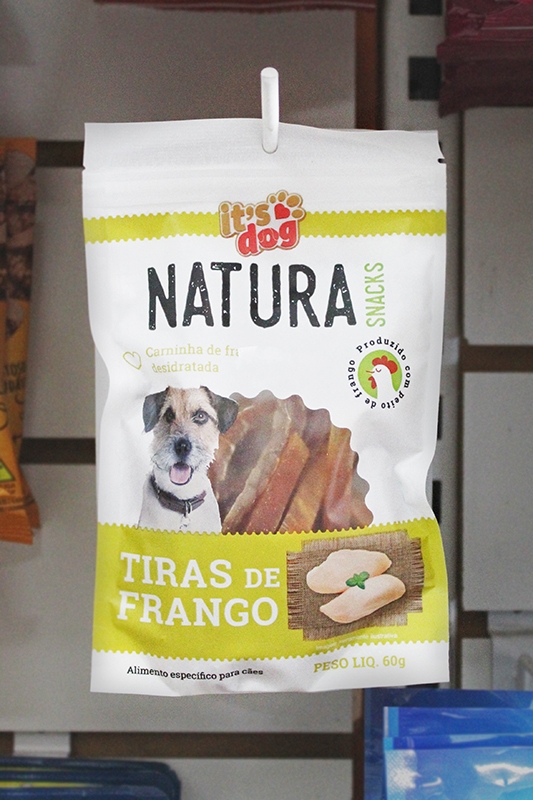 it's
dog
NATURA
SNACKS
Carninha de
desidratada
Produzido com peito de frango
TIRAS DE
FRANGO
PESO LIQ. 60g
Alimento específico para cães